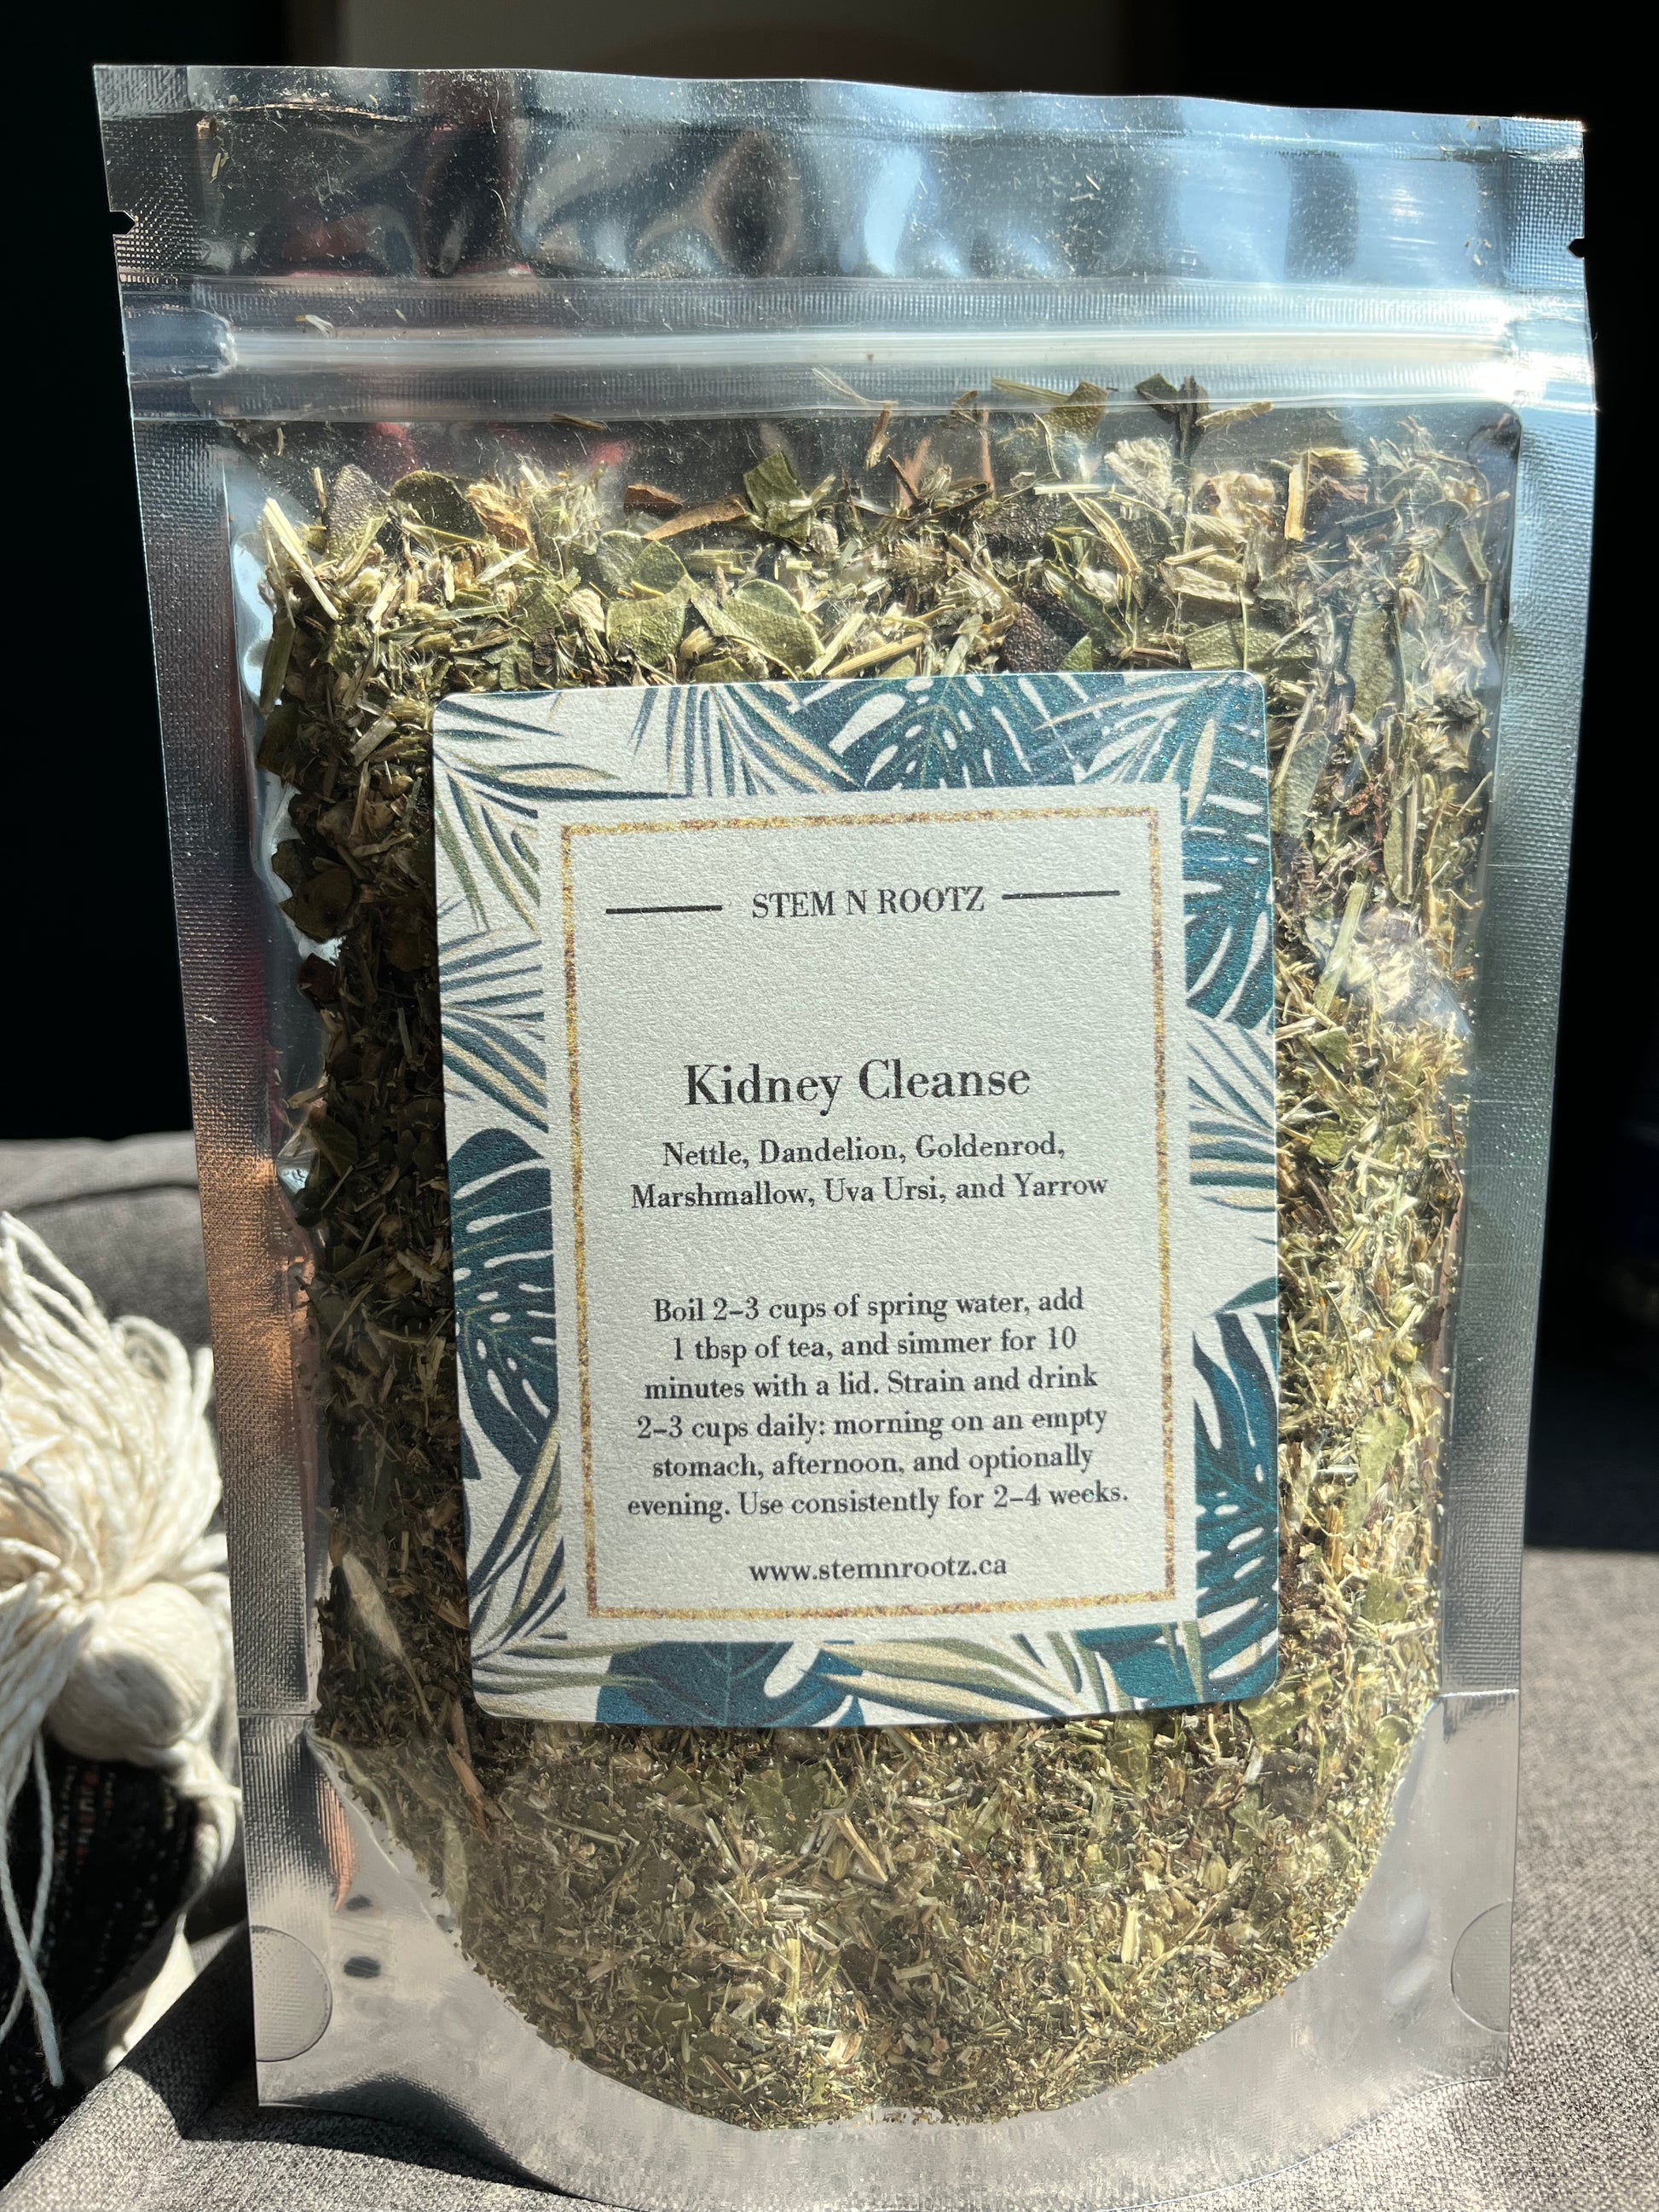 STEM N ROOTZ
Kidney Cleanse
Nettle, Dandelion, Goldenrod,
Marshmallow, Uva Ursi, and Yarrow
Boil 2–3 cups of spring water, add
1 tbsp of tea, and simmer for 10
minutes with a lid. Strain and drink
2–3 cups daily: morning on an empty
stomach, afternoon, and optionally
evening. Use consistently for 2–4 weeks.
www.stemnrootz.ca